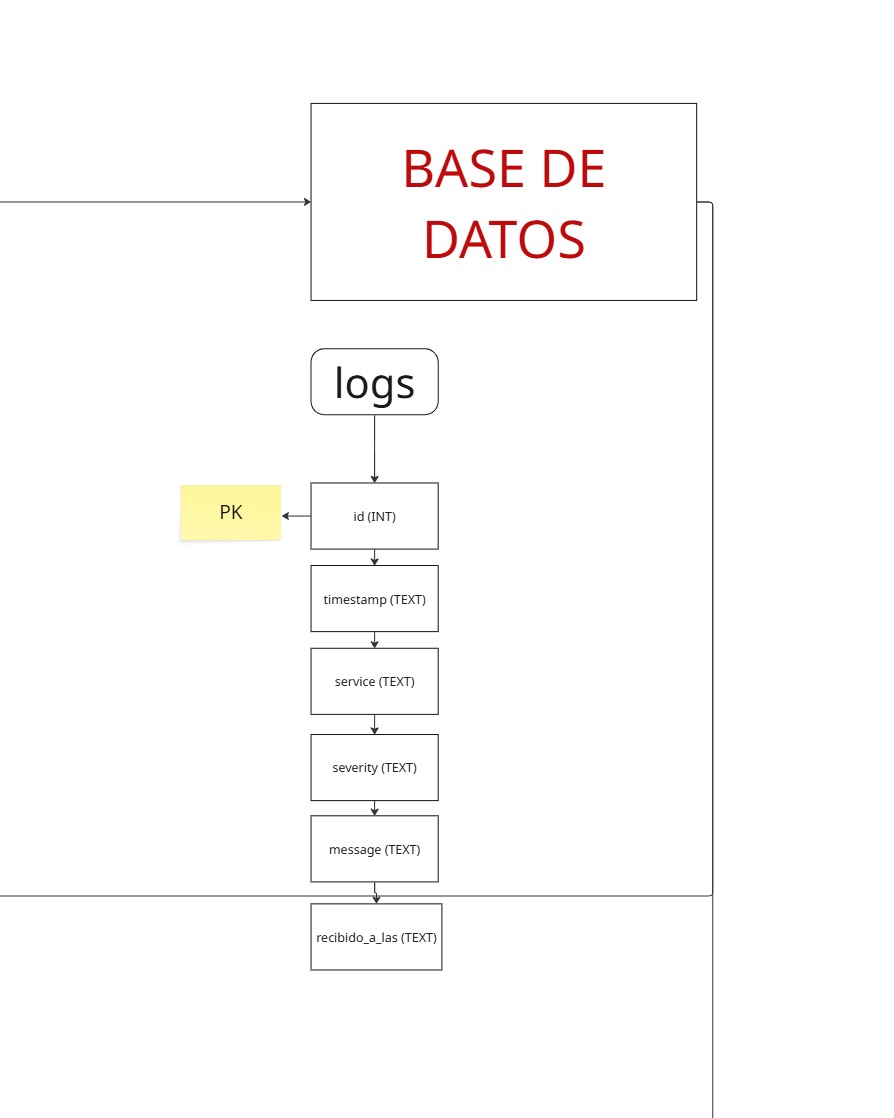 BASE DE
DATOS
logs
PK
id (INT)
timestamp (TEXT)
service (TEXT)
severity (TEXT)
message (TEXT)
recibido_a_las (TEXT)